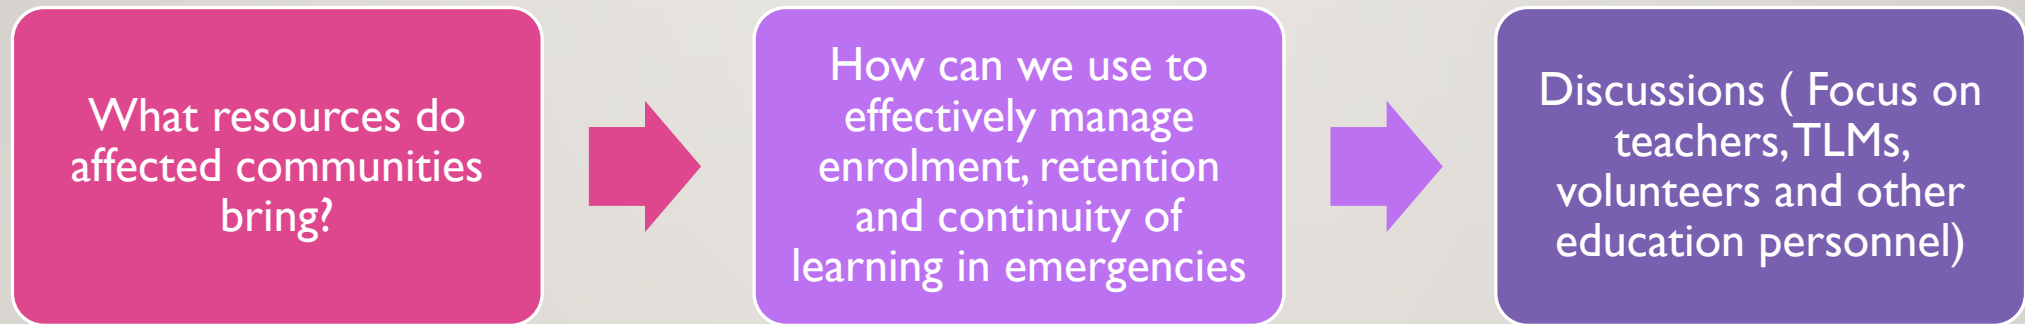 What resources do
affected communities
bring?
How can we use to
effectively manage
enrolment, retention
and continuity of
learning in emergencies
Discussions ( Focus on
teachers, TLMs,
volunteers and other
education personnel)